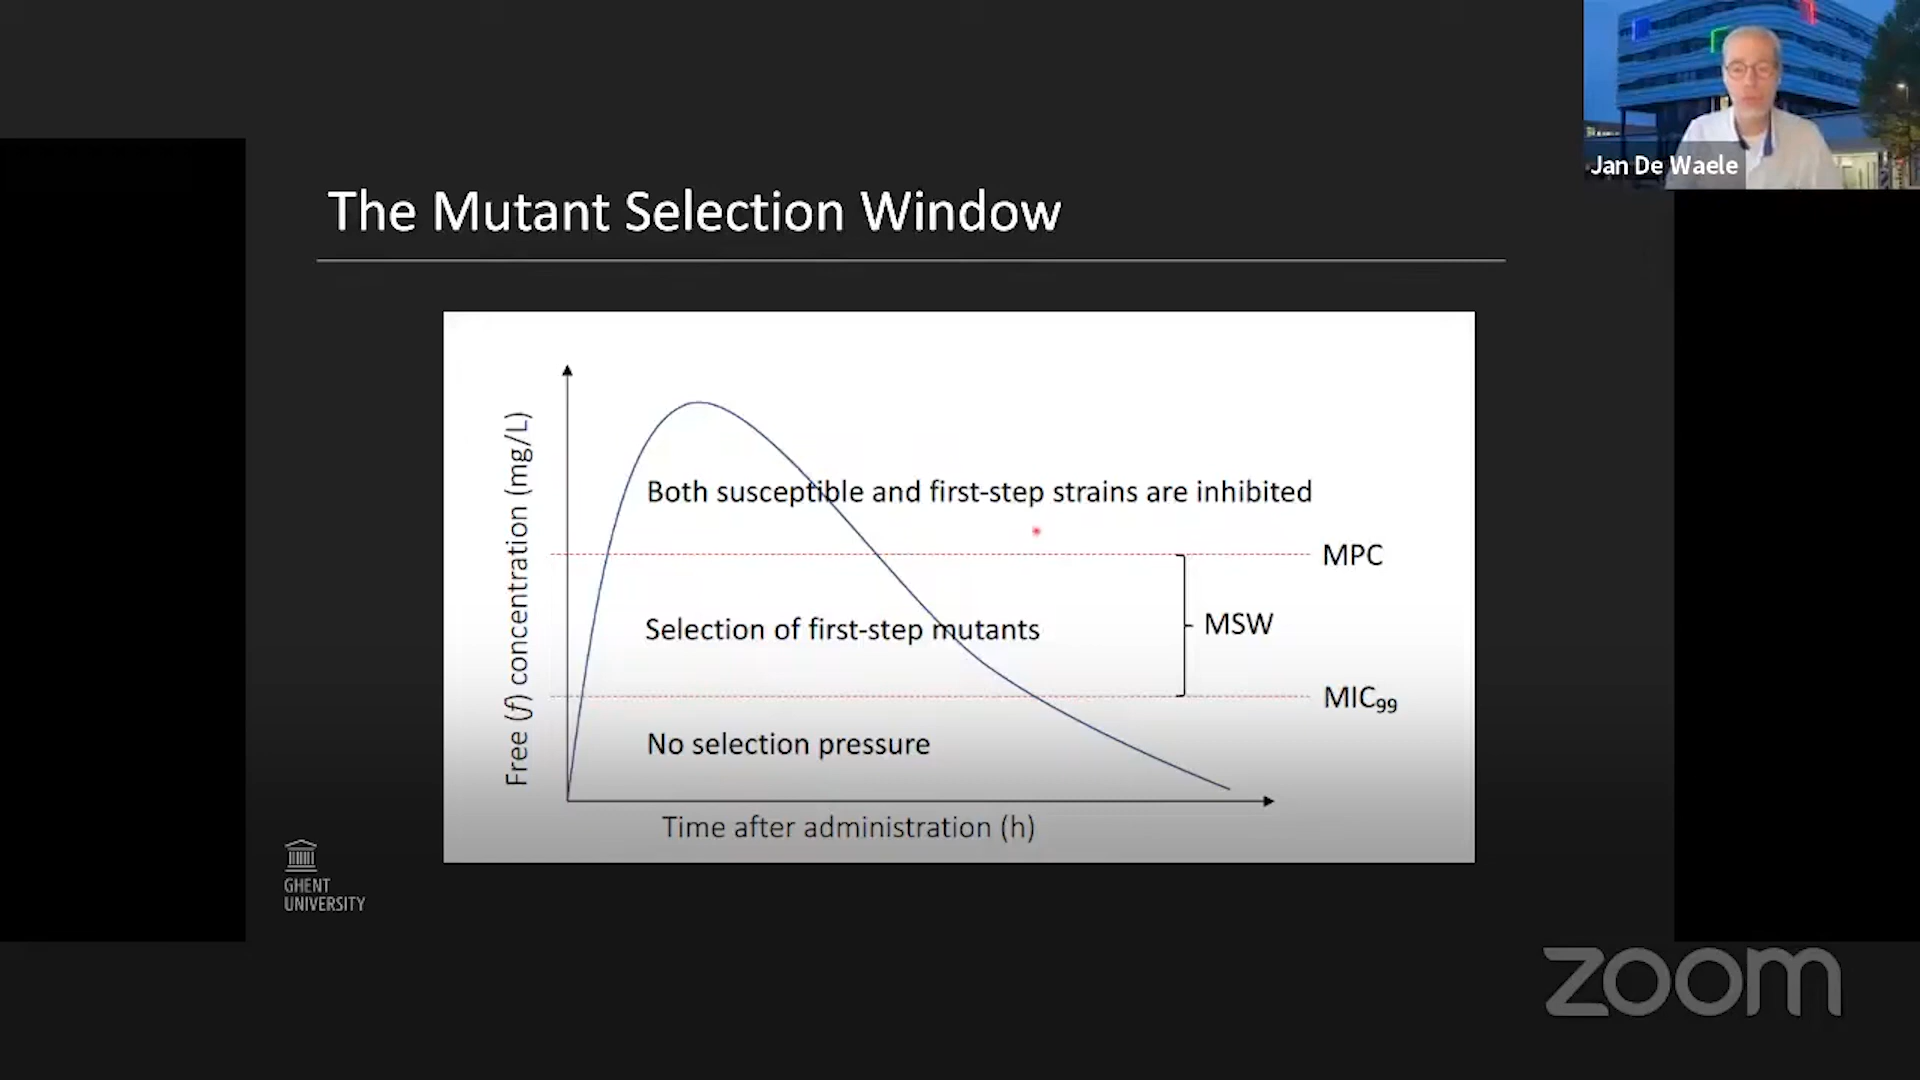 Jan De Waele
The Mutant Selection Window
Free (f) concentration (mg/L)
Both susceptible and first-step strains are inhibited
MPC
Selection of first-step mutants
MSW
MIC99
No selection pressure
Time after administration (h)
GHENT
UNIVERSITY
zoom